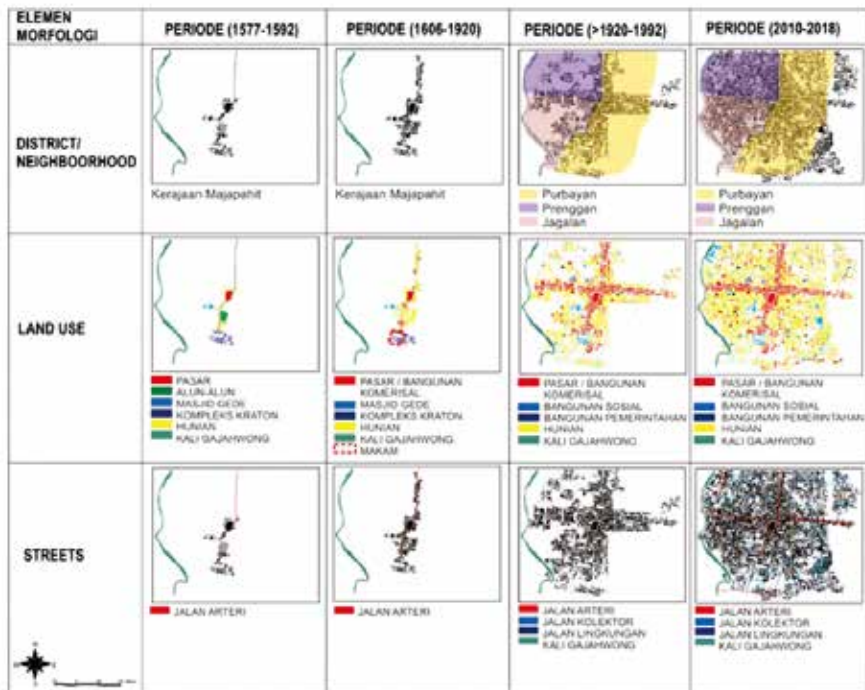 ELEMEN
MORFOLOGI
PERIODE (1577-1592)
PERIODE (1606-1920)
PERIODE (>1920-1992)
PERIODE (2010-2018)
DISTRICT/
NEIGHBOORHOOD
Kerajaan Majapahit
Kerajaan Majapahit
Purbayan
Prenggan
Jagalan
Purbayan
Prenggan
Jagalan
LAND USE
PASAR
ALUN-ALUN
MASJID GEDE
KOMPLEKS KRATON
HUNIAN
KALI GAJAHWONG
PASAR / BANGUNAN
KOMERISAL
MASJID GEDE
KOMPLEKS KRATON
HUNIAN
KALI GAJAHWONG
MAKAM
PASAR / BANGUNAN
KOMERISAL
BANGUNAN SOSIAL
BANGUNAN PEMERINTAHAN
HUNIAN
KALI GAJAHWONG
PASAR / BANGUNAN
KOMERISAL
BANGUNAN SOSIAL
BANGUNAN PEMERINTAHAN
HUNIAN
KALI GAJAHWONG
STREETS
JALAN ARTERI
JALAN ARTERI
JALAN ARTERI
JALAN KOLEKTOR
JALAN LINGKUNGAN
KALI GAJAHWONG
JALAN ARTERI
JALAN KOLEKTOR
JALAN LINGKUNGAN
KALI GAJAHWONG